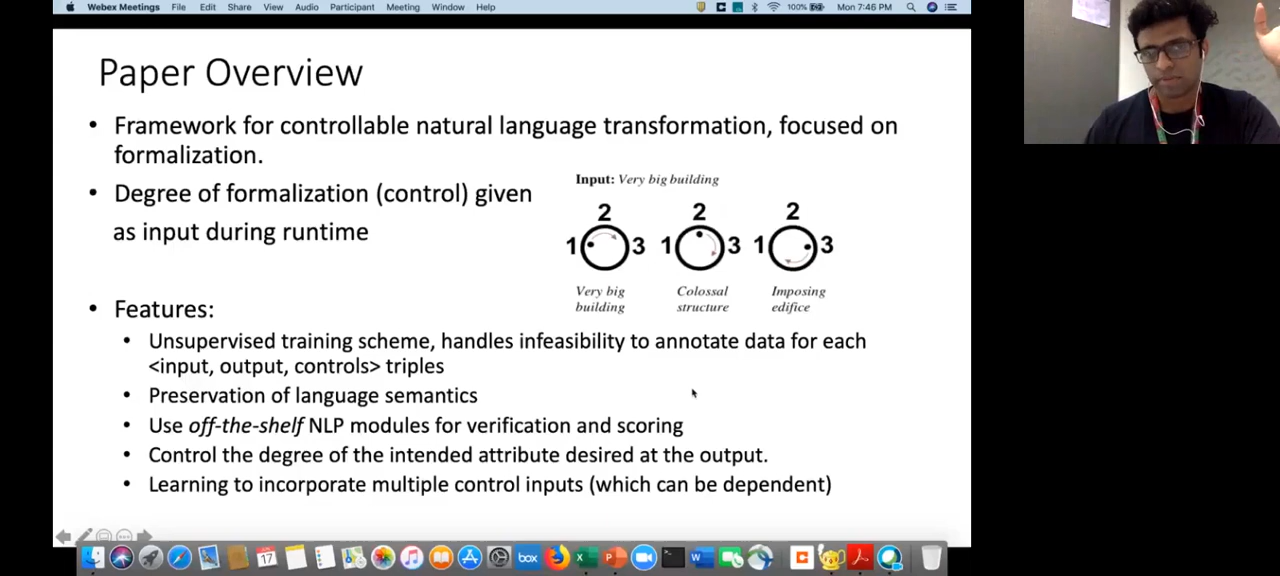 Webex Meetings File Edit Share View Audio Participant Meeting Window Help 100% Mon 7:46 PM
Paper Overview
• Framework for controllable natural language transformation, focused on
formalization.
• Degree of formalization (control) given
as input during runtime
Input: Very big building
2 2 2
1 3 1 3 1 3
Very big Colossal Imposing
building structure edifice
• Features:
• Unsupervised training scheme, handles infeasibility to annotate data for each
<input, output, controls> triples
• Preservation of language semantics
• Use off-the-shelf NLP modules for verification and scoring
• Control the degree of the intended attribute desired at the output.
• Learning to incorporate multiple control inputs (which can be dependent)
17 box